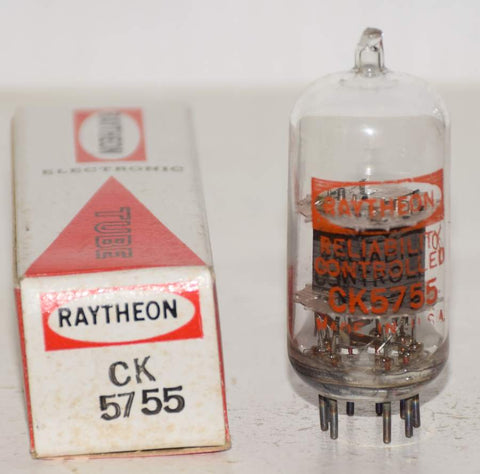 RAYTHEON
ELECTRONIC
TUBE
RAYTHEON
CK
5755
RAYTHEON
RELIABILITY
CONTROLLED
CK5755
MADE IN U.S.A.